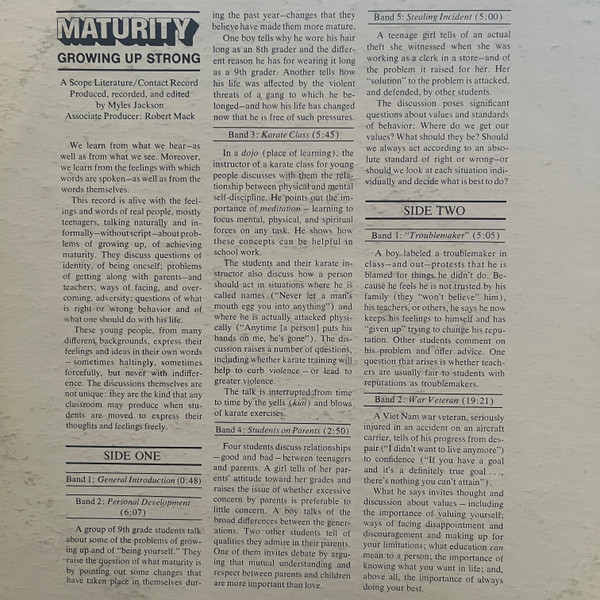 MATURITY
GROWING UP STRONG
A Scope Literature/Contact Record
Produced, recorded, and edited
by Myles Jackson
Associate Producer: Robert Mack
We learn from what we hear—as
well as from what we see. Moreover,
we learn from the feelings with which
words are spoken—as well as from the
words themselves.
This record is alive with the feel-
ings and words of real people, mostly
teenagers, talking naturally and in-
formally—without script—about prob-
lems of growing up, of achieving
maturity. They discuss questions of
identity, of being oneself; problems
of getting along with parents—and
teachers; ways of facing, and over-
coming, adversity; questions of what
is right or wrong behavior and of
what one should do with his life.
These young people, from many
different backgrounds, express their
feelings and ideas in their own words
— sometimes haltingly, sometimes
forcefully, but never with indiffer-
ence. The discussions themselves are
not unique: they are the kind that any
classroom may produce when stu-
dents are moved to express their
thoughts and feelings freely.
SIDE ONE
Band 1: General Introduction (0:48)
Band 2: Personal Development
(6:07)
A group of 9th grade students talk
about some of the problems of grow-
ing up and of "being yourself." They
raise the question of what maturity is
by pointing out some changes that
have taken place in themselves dur-
ing the past year—changes that they
believe have made them more mature.
One boy tells why he wore his hair
long as an 8th grader and the differ-
ent reason he has for wearing it long
as a 9th grader. Another tells how
his life was affected by the violent
threats of a gang to which he be-
longed—and how his life has changed
now that he is free of such pressures.
Band 3: Karate Class (5:45)
In a dojo (place of learning), the
instructor of a karate class for young
people discusses with them the rela-
tionship between physical and mental
self-discipline. He points out the im-
portance of meditation — learning to
focus mental, physical, and spiritual
forces on any task. He shows how
these concepts can be helpful in
school work.
The students and their karate in-
structor also discuss how a person
should act in situations where he is
called names ("Never let a man's
mouth egg you into anything") and
where he is actually attacked physi-
cally ("Anytime [a person] puts his
hands on me, he's gone"). The dis-
cussion raises a number of questions,
including whether karate training will
help to curb violence — or lead to
greater violence.
The talk is interrupted from time
to time by the yells (kiai) and blows
of karate exercises.
Band 4: Students on Parents (2:50)
Four students discuss relationships
—good and bad—between teenagers
and parents. A girl tells of her par-
ents' attitude toward her grades and
raises the issue of whether excessive
concern by parents is preferable to
little concern. A boy talks of the
broad differences between the gener-
ations. Two other students tell of
qualities they admire in their parents.
One of them invites debate by argu-
ing that mutual understanding and
respect between parents and children
are more important than love.
Band 5: Stealing Incident (5:00)
A teenage girl tells of an actual
theft she witnessed when she was
working as a clerk in a store—and of
the problem it raised for her. Her
"solution" to the problem is attacked,
and defended, by other students.
The discussion poses significant
questions about values and standards
of behavior: Where do we get our
values? What should they be? Should
we always act according to an abso-
lute standard of right or wrong—or
should we look at each situation indi-
vidually and decide what is best to do?
SIDE TWO
Band 1: "Troublemaker" (5:05)
A boy labeled a troublemaker in
class—and out—protests that he is
blamed for things he didn't do. Be-
cause he feels he is not trusted by his
family (they "won't believe" him),
his teachers, or others, he says he now
keeps his feelings to himself and has
"given up" trying to change his repu-
tation. Other students comment on
his problem and offer advice. One
question that arises is whether teach-
ers are usually fair to students with
reputations as troublemakers.
Band 2: War Veteran (19:21)
A Viet Nam war veteran, seriously
injured in an accident on an aircraft
carrier, tells of his progress from des-
pair ("I didn't want to live anymore")
to confidence ("If you have a goal
and it's a definitely true goal . . . ,
there's nothing you can't attain").
What he says invites thought and
discussion about values — including
the importance of valuing yourself;
ways of facing disappointment and
discouragement and making up for
your limitations; what education can
mean to a person; the importance of
knowing what you want in life; and,
above all, the importance of always
doing your best.